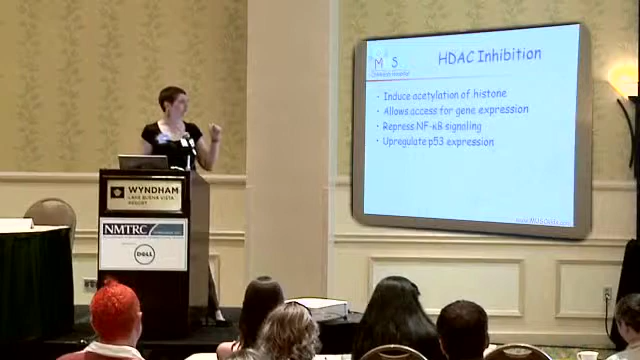 M S
HDAC Inhibition
• Induce acetylation of histone
• Allows access for gene expression
• Repress NF-κB signaling
• Upregulate p53 expression
WYNDHAM
LAKE BUENA VISTA
RESORT
NMTRC
DELL